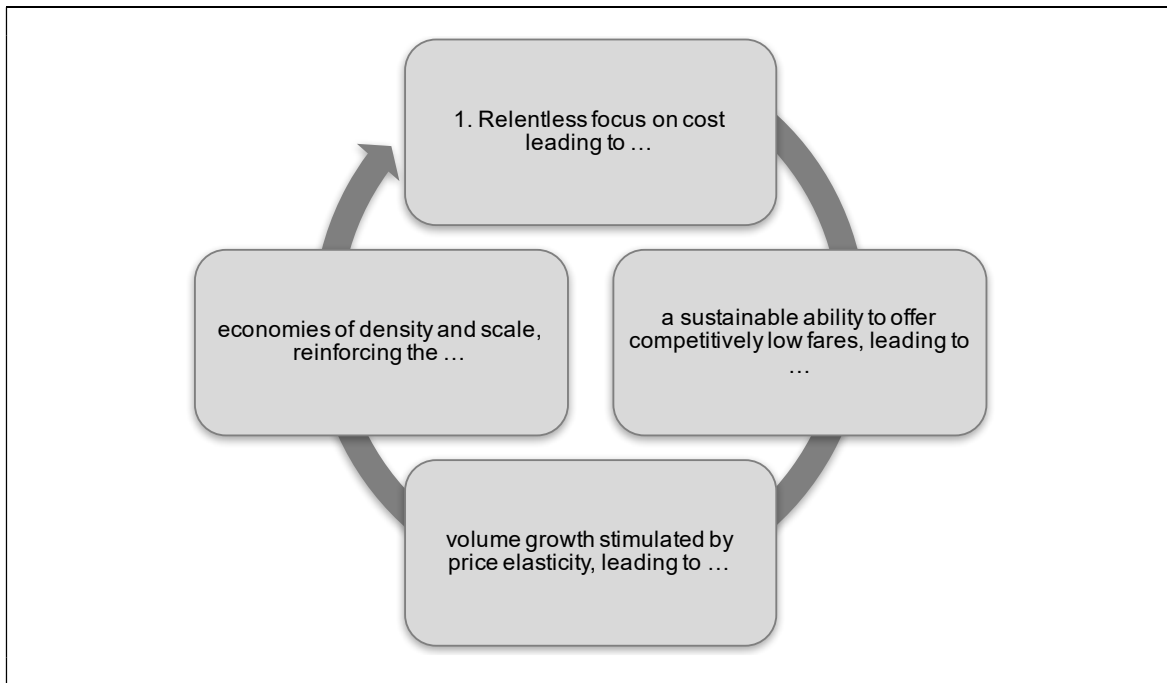 1. Relentless focus on cost
leading to …
a sustainable ability to offer
competitively low fares, leading to
…
volume growth stimulated by
price elasticity, leading to …
economies of density and scale,
reinforcing the …